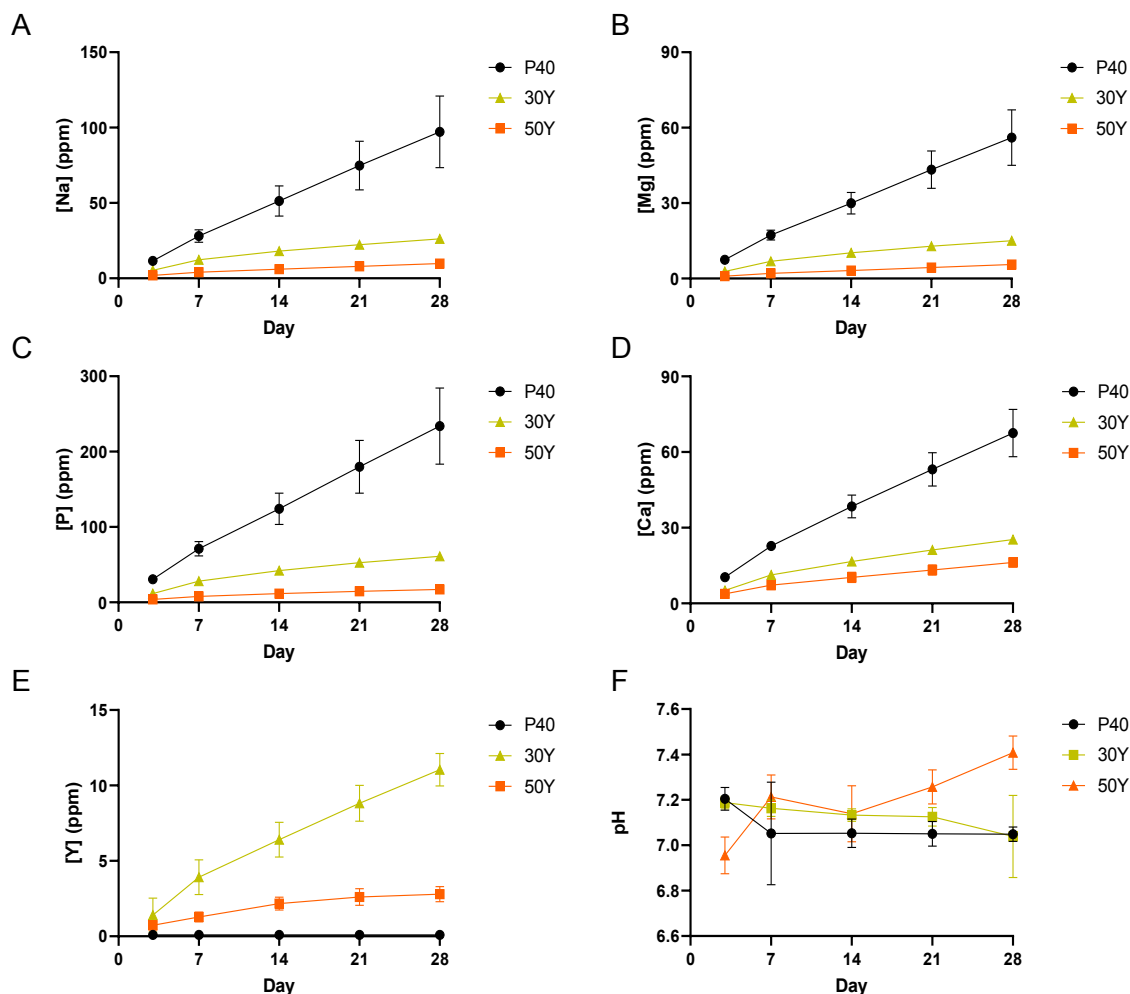 A
[Na] (ppm)
150
100
50
0
0
7
14
21
28
Day
P40
30Y
50Y
B
[Mg] (ppm)
90
60
30
0
0
7
14
21
28
Day
P40
30Y
50Y
C
[P] (ppm)
300
200
100
0
0
7
14
21
28
Day
P40
30Y
50Y
D
[Ca] (ppm)
90
60
30
0
0
7
14
21
28
Day
P40
30Y
50Y
E
[Y] (ppm)
15
10
5
0
0
7
14
21
28
Day
P40
30Y
50Y
F
pH
7.6
7.4
7.2
7.0
6.8
6.6
0
7
14
21
28
Day
P40
30Y
50Y